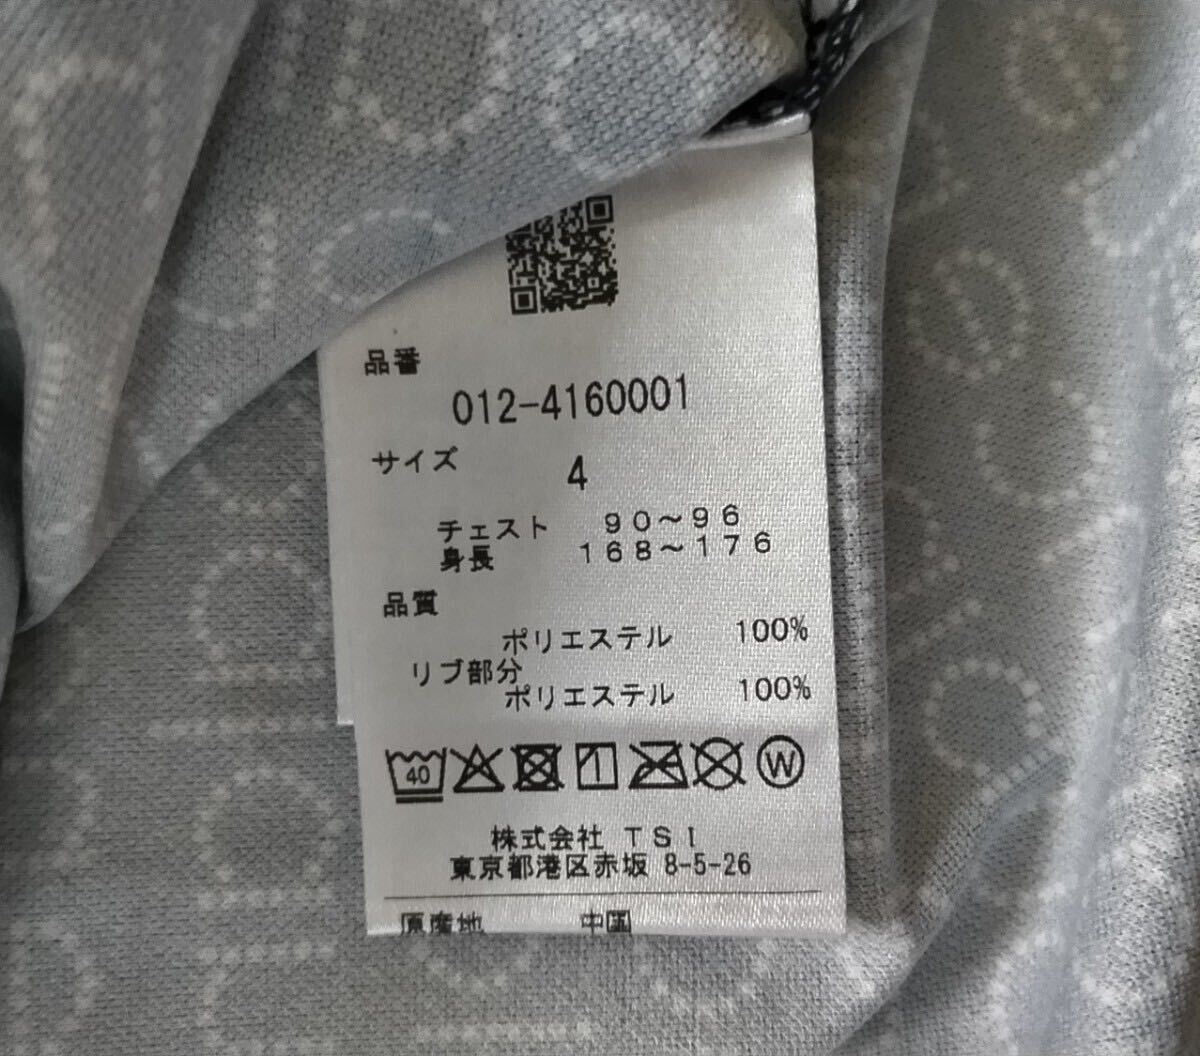 品番
012-4160001
サイズ 4
チェスト 90～96
身長 168～176
品質
ポリエステル 100%
リブ部分
ポリエステル 100%
40 W
株式会社 TSI
東京都港区赤坂 8-5-26
原産地 中国